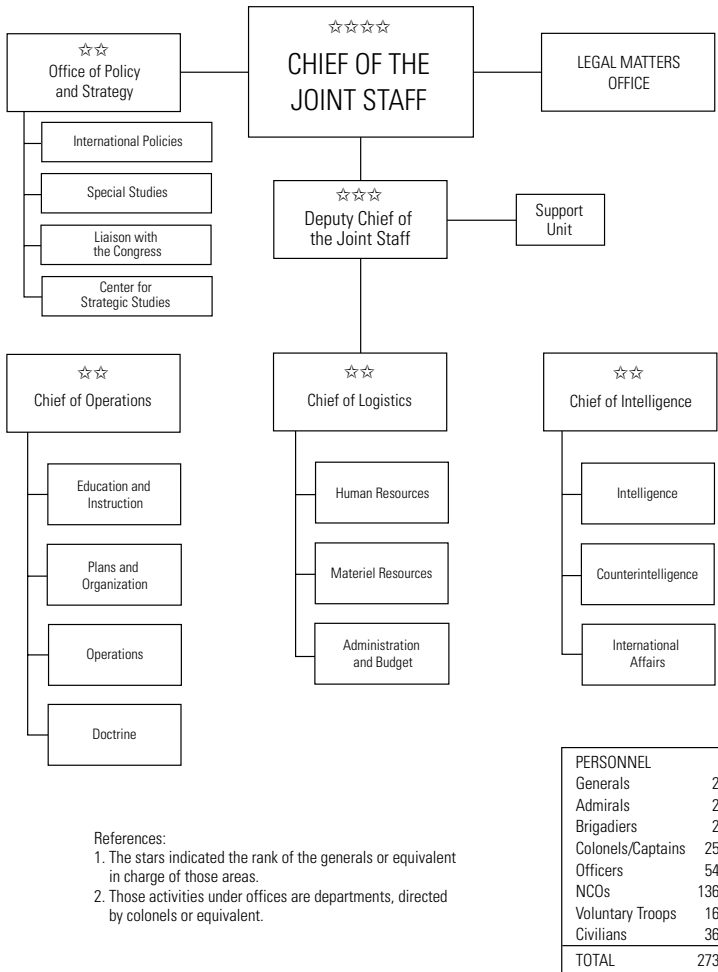 ☆☆
Office of Policy
and Strategy
☆☆☆☆
CHIEF OF THE
JOINT STAFF
LEGAL MATTERS
OFFICE
International Policies
Special Studies
Liaison with
the Congress
Center for
Strategic Studies
☆☆☆
Deputy Chief of
the Joint Staff
Support
Unit
☆☆
Chief of Operations
☆☆
Chief of Logistics
☆☆
Chief of Intelligence
Education and
Instruction
Plans and
Organization
Operations
Doctrine
Human Resources
Materiel Resources
Administration
and Budget
Intelligence
Counterintelligence
International
Affairs
References:
1. The stars indicated the rank of the generals or equivalent
in charge of those areas.
2. Those activities under offices are departments, directed
by colonels or equivalent.
PERSONNEL
Generals 2
Admirals 2
Brigadiers 2
Colonels/Captains 25
Officers 54
NCOs 136
Voluntary Troops 16
Civilians 36
TOTAL 273